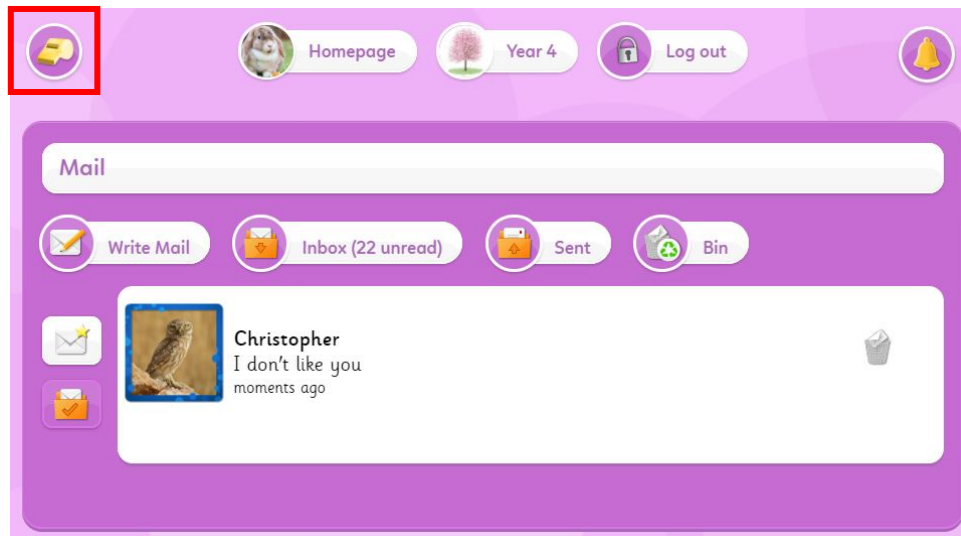 Homepage
Year 4
Log out
Mail
Write Mail
Inbox (22 unread)
Sent
Bin
Christopher
I don't like you
moments ago